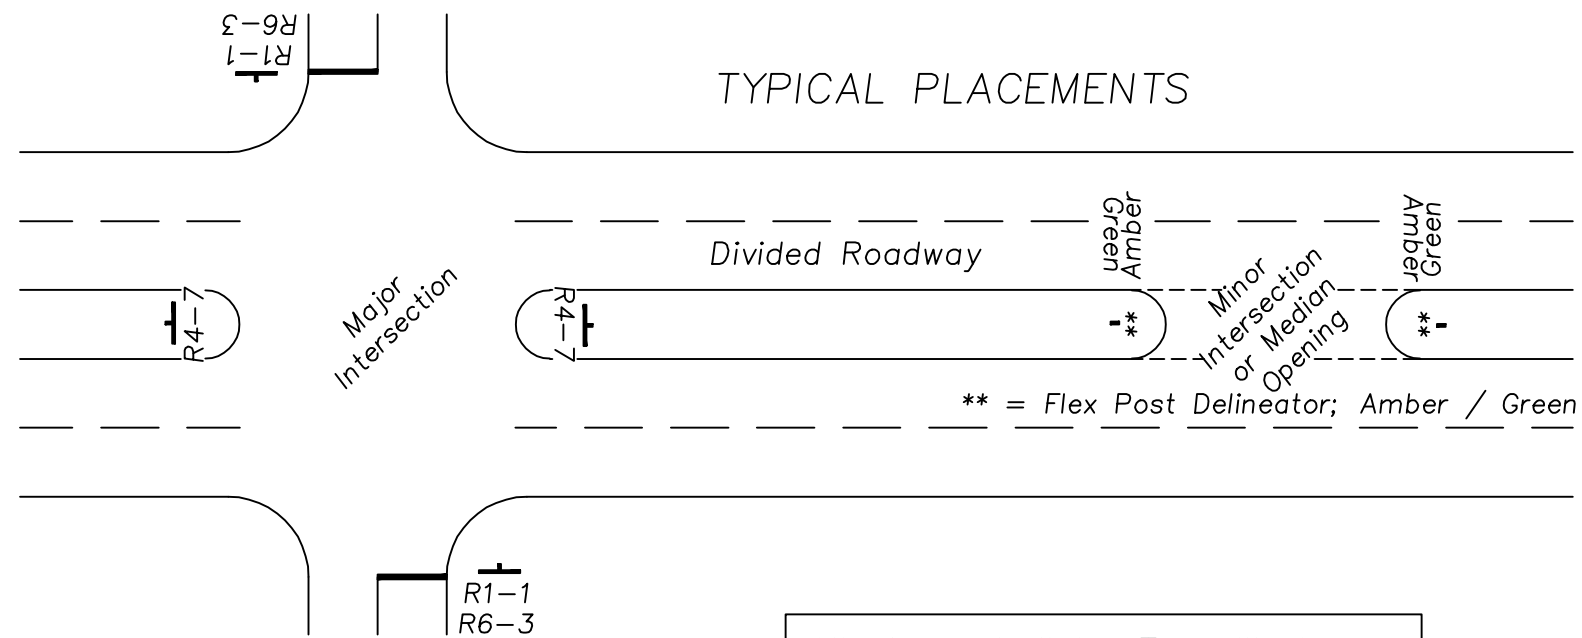 R6-3
R1-1
TYPICAL PLACEMENTS
Green
Amber
Amber
Green
Divided Roadway
R4-7
Major
Intersection
R4-7
Minor
Intersection
or Median
Opening
**
**
** = Flex Post Delineator; Amber / Green
R1-1
R6-3